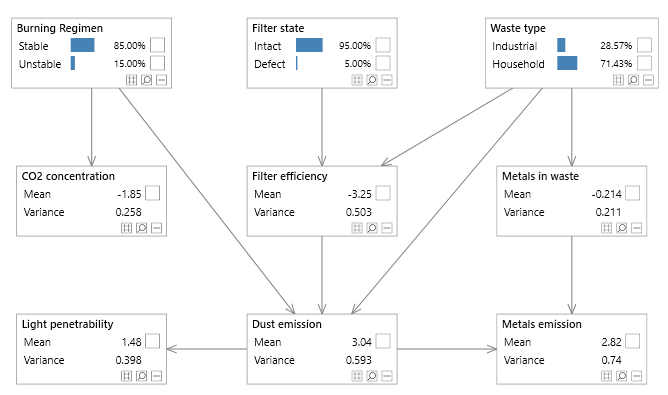 Burning Regimen
Stable 85.00%
Unstable 15.00%
Filter state
Intact 95.00%
Defect 5.00%
Waste type
Industrial 28.57%
Household 71.43%
CO2 concentration
Mean -1.85
Variance 0.258
Filter efficiency
Mean -3.25
Variance 0.503
Metals in waste
Mean -0.214
Variance 0.211
Light penetrability
Mean 1.48
Variance 0.398
Dust emission
Mean 3.04
Variance 0.593
Metals emission
Mean 2.82
Variance 0.74